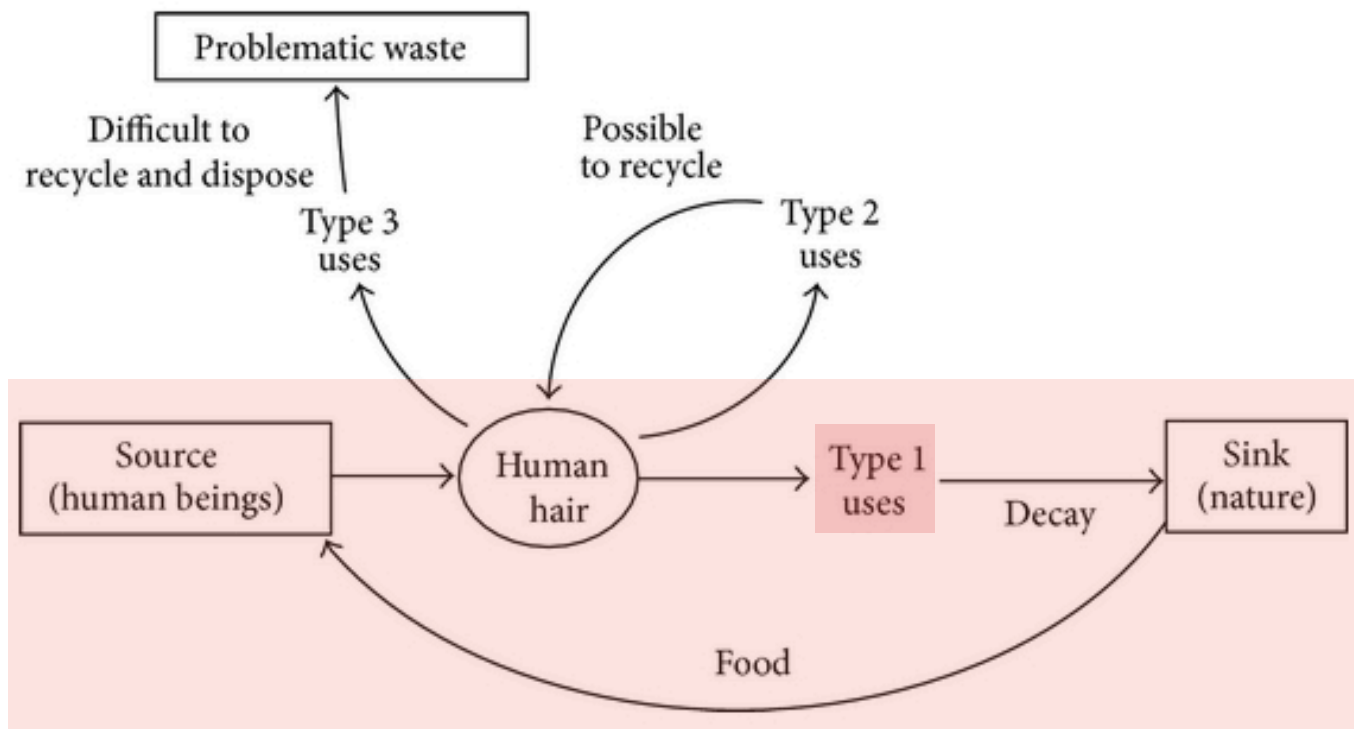 Problematic waste
Difficult to
recycle and dispose
Possible
to recycle
Type 3
uses
Type 2
uses
Source
(human beings)
Human
hair
Type 1
uses
Decay
Sink
(nature)
Food